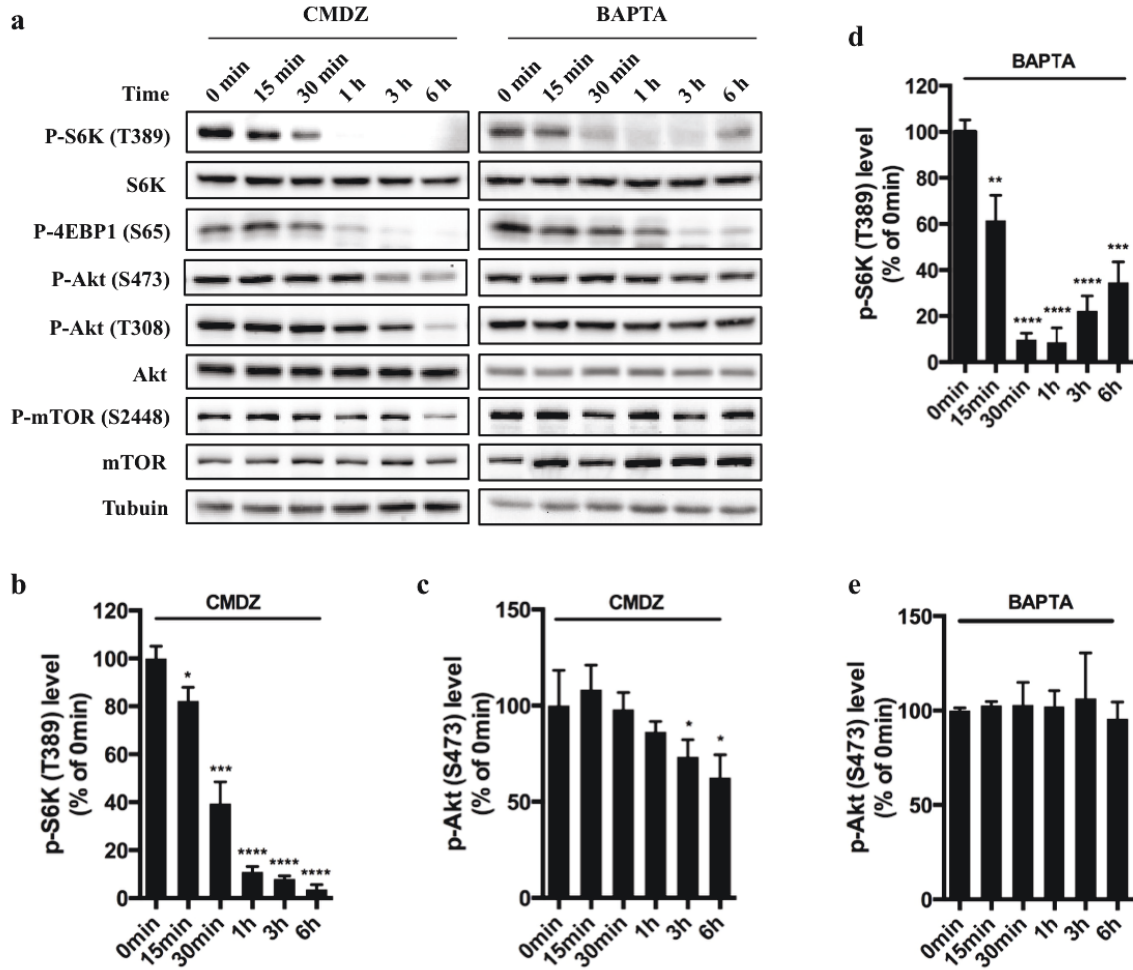 a
CMDZ
BAPTA
Time
0 min
15 min
30 min
1 h
3 h
6 h
0 min
15 min
30 min
1 h
3 h
6 h
P-S6K (T389)
S6K
P-4EBP1 (S65)
P-Akt (S473)
P-Akt (T308)
Akt
P-mTOR (S2448)
mTOR
Tubuin
d
BAPTA
p-S6K (T389) level
(% of 0min)
120
100
80
60
40
20
0
**
****
****
****
***
0min
15min
30min
1h
3h
6h
b
CMDZ
p-S6K (T389) level
(% of 0min)
120
100
80
60
40
20
0
*
***
****
****
****
0min
15min
30min
1h
3h
6h
c
CMDZ
p-Akt (S473) level
(% of 0min)
150
100
50
0
*
*
0min
15min
30min
1h
3h
6h
e
BAPTA
p-Akt (S473) level
(% of 0min)
150
100
50
0
0min
15min
30min
1h
3h
6h